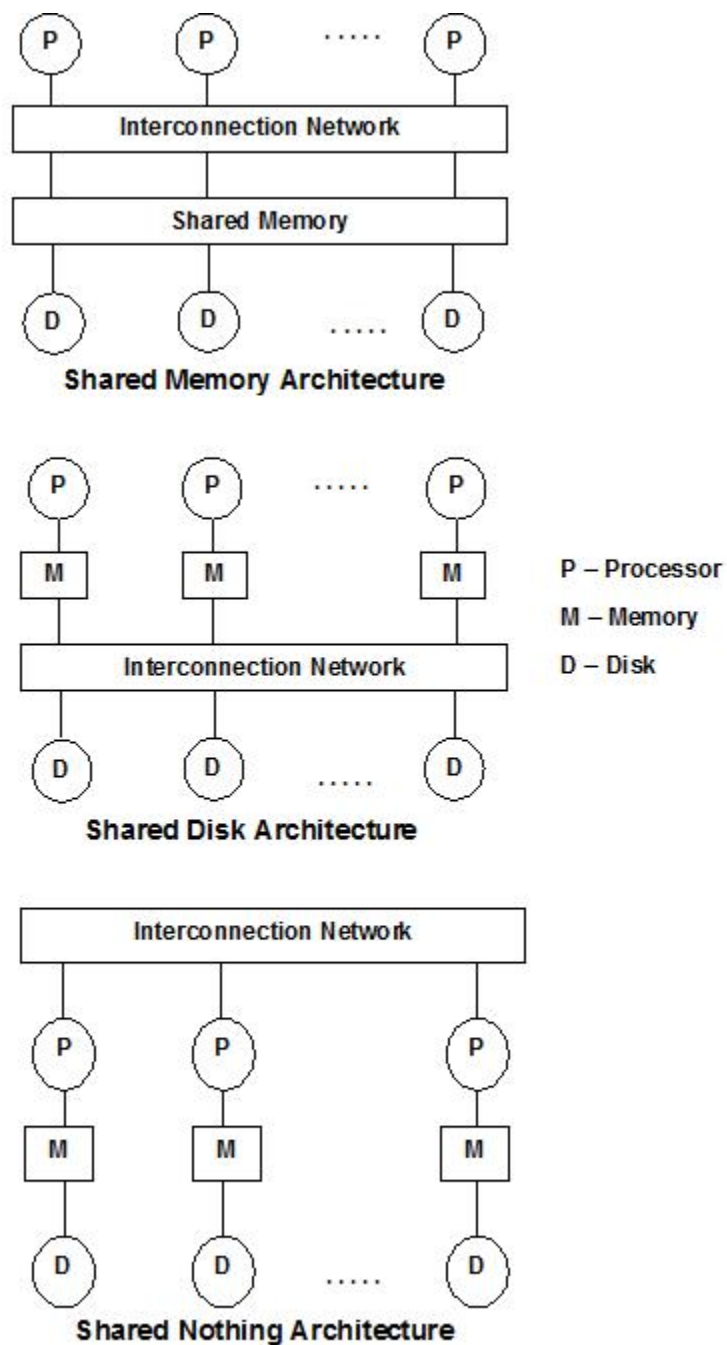 P P ..... P
Interconnection Network
Shared Memory
D D ..... D
Shared Memory Architecture
P P ..... P
M M M
Interconnection Network
D D ..... D
Shared Disk Architecture
P – Processor
M – Memory
D – Disk
Interconnection Network
P P P
M M M
D D ..... D
Shared Nothing Architecture